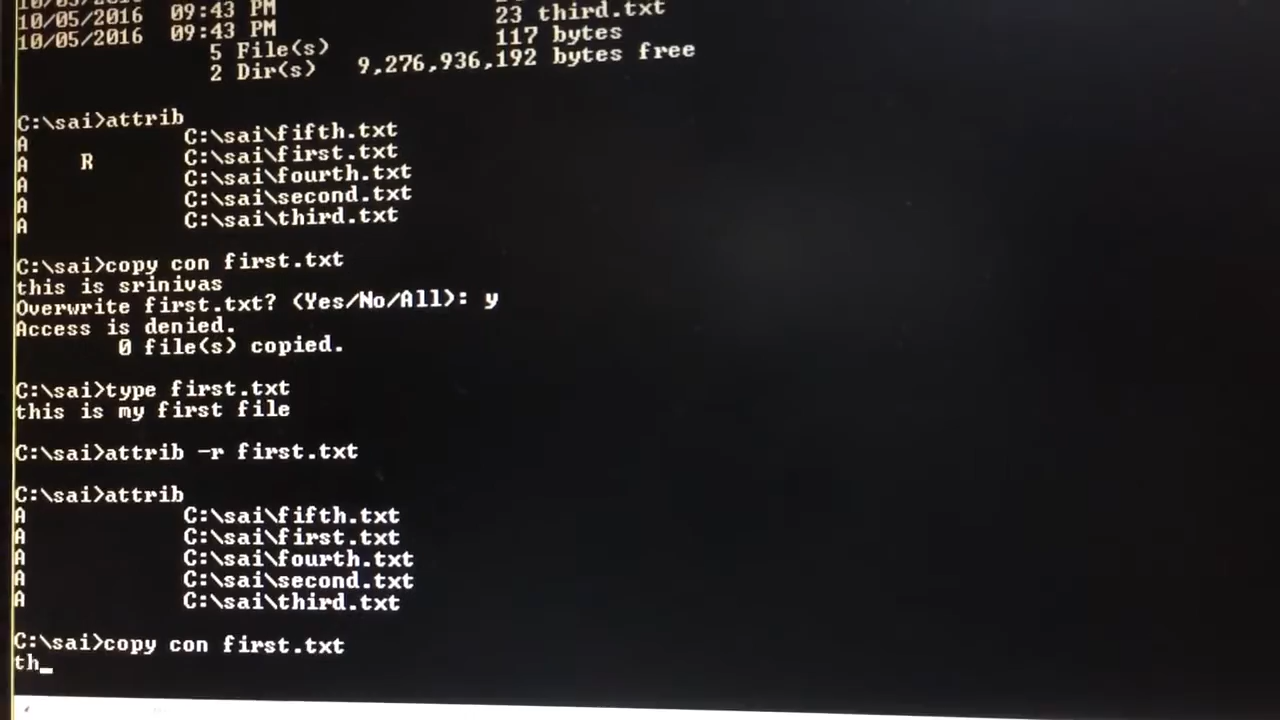 10/05/2016 09:43 PM 23 third.txt
10/05/2016 09:43 PM 117 bytes
5 File(s)
2 Dir(s) 9,276,936,192 bytes free
C:\sai>attrib
A C:\sai\fifth.txt
A R C:\sai\first.txt
A C:\sai\fourth.txt
A C:\sai\second.txt
A C:\sai\third.txt
C:\sai>copy con first.txt
this is srinivas
Overwrite first.txt? (Yes/No/All): y
Access is denied.
0 file(s) copied.
C:\sai>type first.txt
this is my first file
C:\sai>attrib -r first.txt
C:\sai>attrib
A C:\sai\fifth.txt
A C:\sai\first.txt
A C:\sai\fourth.txt
A C:\sai\second.txt
A C:\sai\third.txt
C:\sai>copy con first.txt
th_